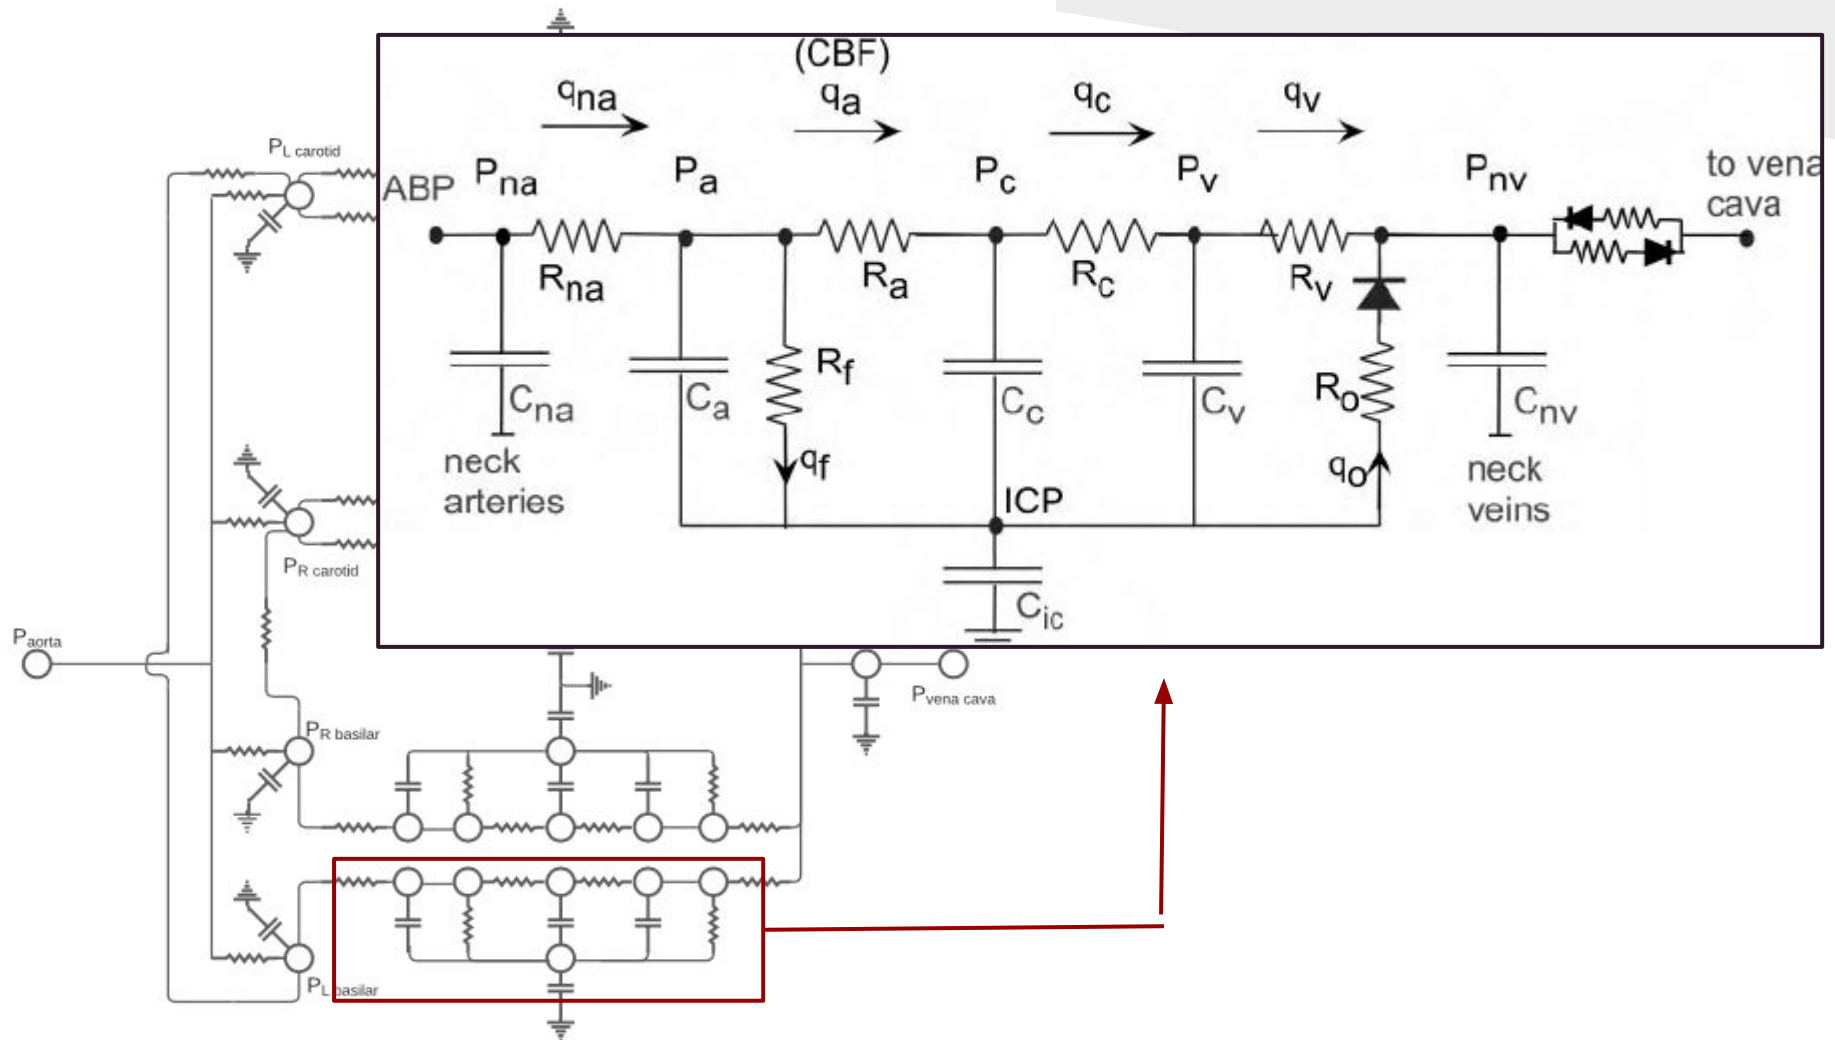 (CBF)
qna
qa
qc
qv
PL carotid
ABP
Pna
Pa
Pc
Pv
Pnv
to vena
cava
Rna
Ra
Rc
Rv
Cna
Ca
Rf
Cc
Cv
Ro
Cnv
neck
arteries
qf
ICP
qo
neck
veins
PR carotid
Cic
Paorta
Pvena cava
PR basilar
PL basilar